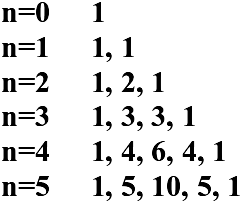 n=0 1
n=1 1, 1
n=2 1, 2, 1
n=3 1, 3, 3, 1
n=4 1, 4, 6, 4, 1
n=5 1, 5, 10, 5, 1